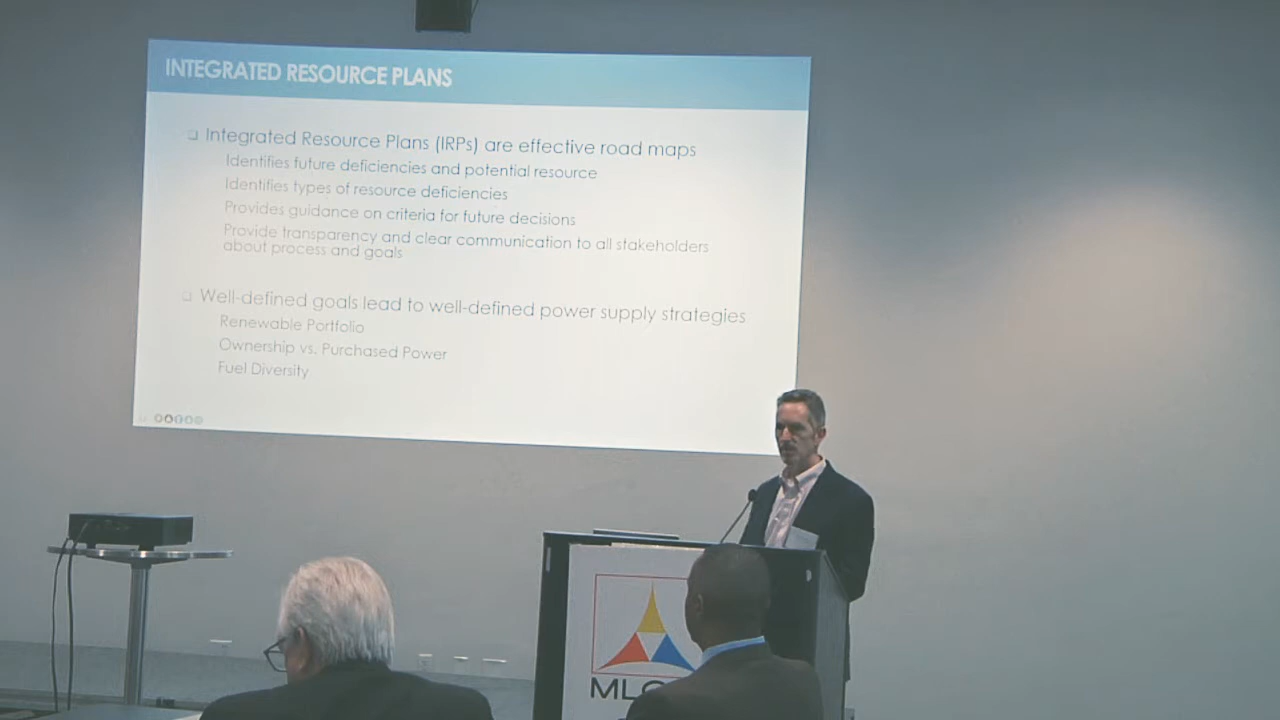 INTEGRATED RESOURCE PLANS
Integrated Resource Plans (IRPs) are effective road maps
Identifies future deficiencies and potential resource
Identifies types of resource deficiencies
Provides guidance on criteria for future decisions
Provide transparency and clear communication to all stakeholders
about process and goals
Well-defined goals lead to well-defined power supply strategies
Renewable Portfolio
Ownership vs. Purchased Power
Fuel Diversity